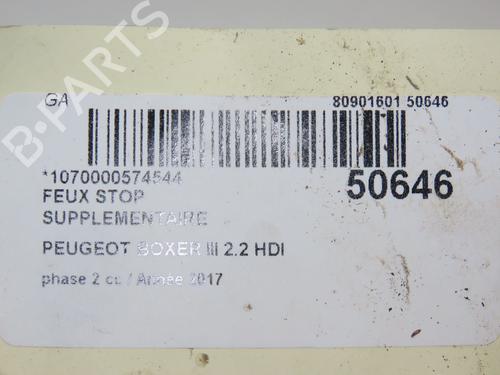 GA
80901601 50646
*1070000574544
50646
FEUX STOP
SUPPLEMENTAIRE
PEUGEOT BOXER III 2.2 HDI
phase 2 cc / Année 2017
B-PARTS